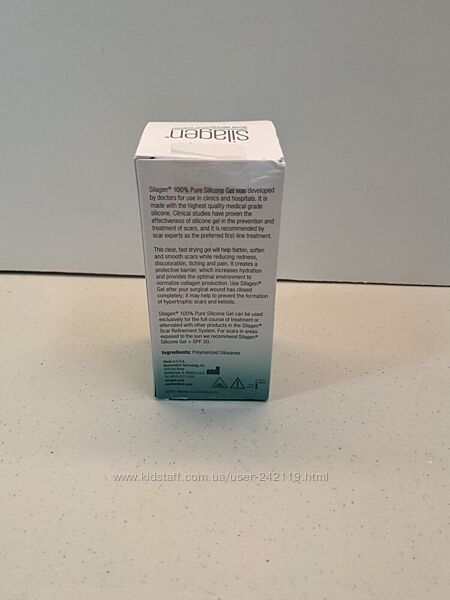 silagen
Silagen® 100% Pure Silicone Gel was developed
by doctors for use in clinics and hospitals. It is
made with the highest quality medical grade
silicone. Clinical studies have proven the
effectiveness of silicone gel in the prevention and
treatment of scars, and it is recommended by
scar experts as the preferred first-line treatment.
This clear, fast drying gel will help flatten, soften
and smooth scars while reducing redness,
discoloration, itching and pain. It creates a
protective barrier, which increases hydration
and provides the optimal environment to
normalize collagen production. Use Silagen®
Gel after your surgical wound has closed
completely; it may help to prevent the formation
of hypertrophic scars and keloids.
Silagen® 100% Pure Silicone Gel can be used
exclusively for the full course of treatment or
alternated with other products in the Silagen®
Scar Refinement System. For scars in areas
exposed to the sun we recommend Silagen®
Silicone Gel + SPF 30.
Ingredients: Polymerized Siloxanes
Made in U.S.A.
silagen.com
www.kidstaff.com.ua/user-242119.html